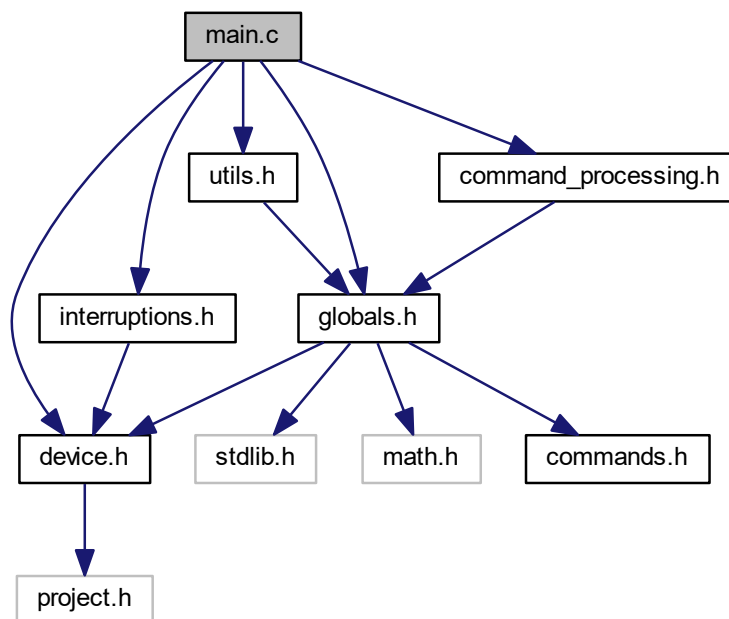 main.c
utils.h
command_processing.h
interruptions.h
globals.h
device.h
stdlib.h
math.h
commands.h
project.h